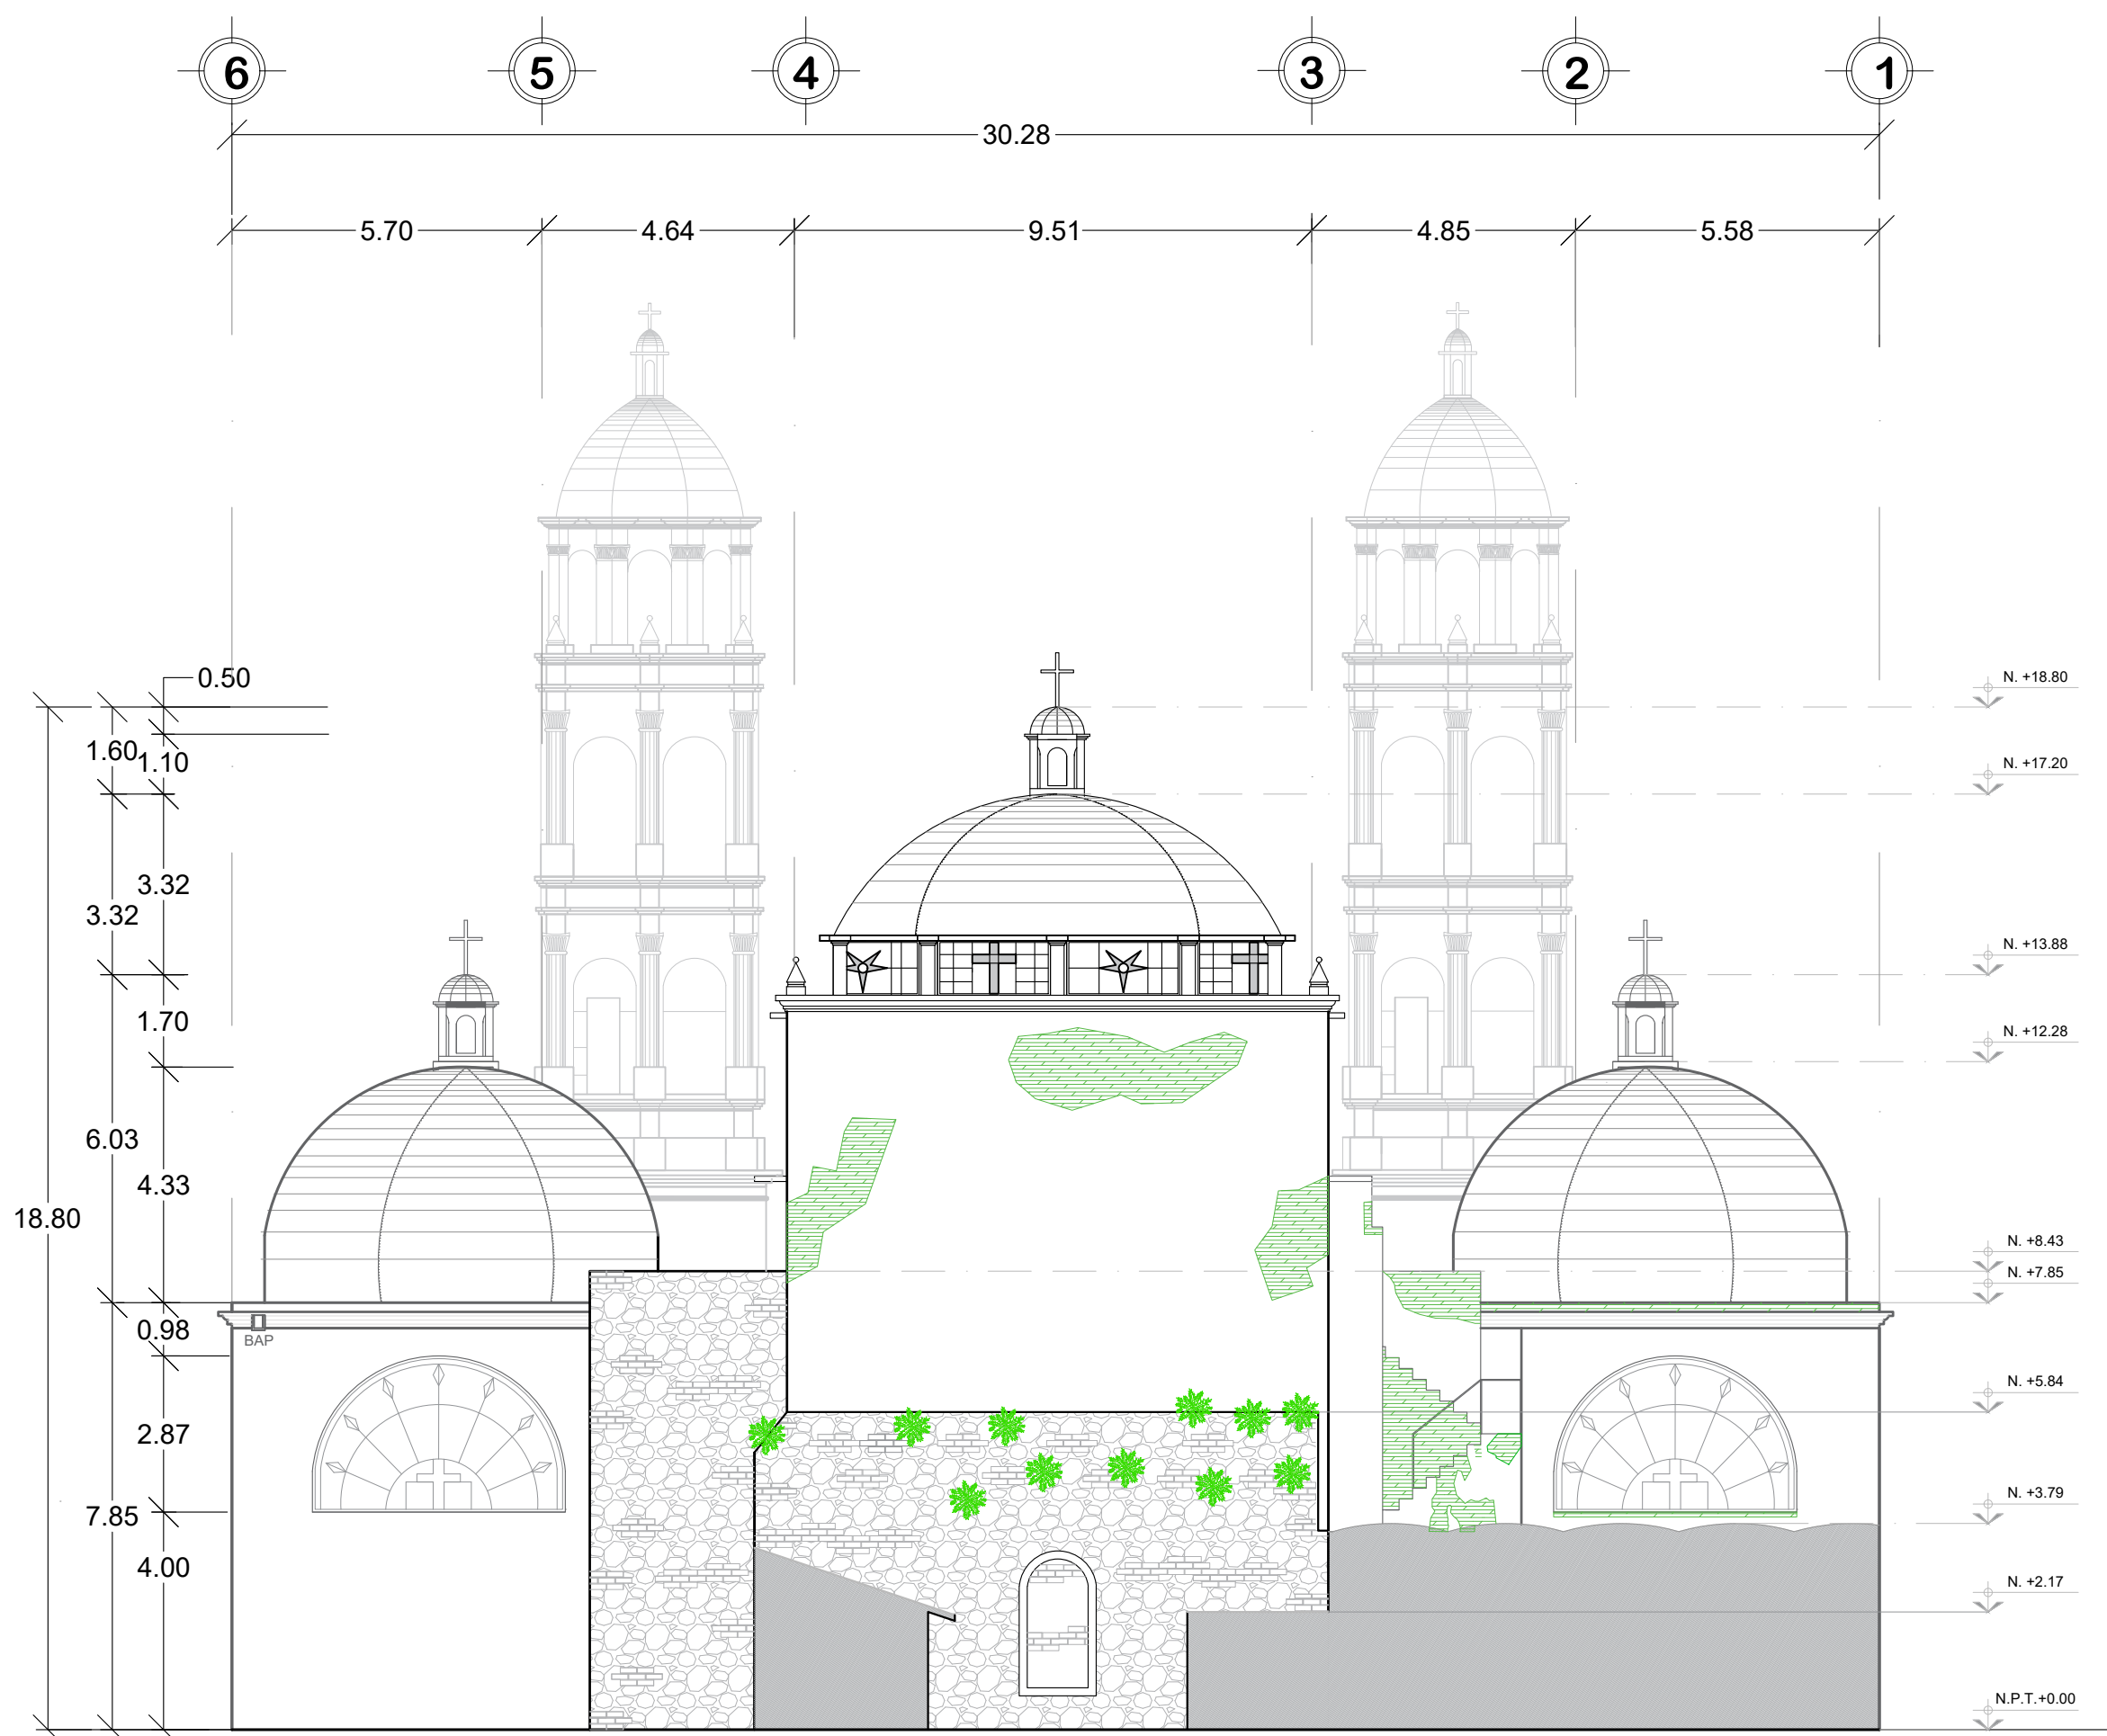 6 5 4 3 2 1
30.28
5.70 4.64 9.51 4.85 5.58
0.50
N. +18.80
1.60
1.10
N. +17.20
3.32
3.32
N. +13.88
1.70
N. +12.28
6.03
4.33
18.80
N. +8.43
N. +7.85
0.98
BAP
N. +5.84
2.87
N. +3.79
7.85
4.00
N. +2.17
N.P.T.+0.00